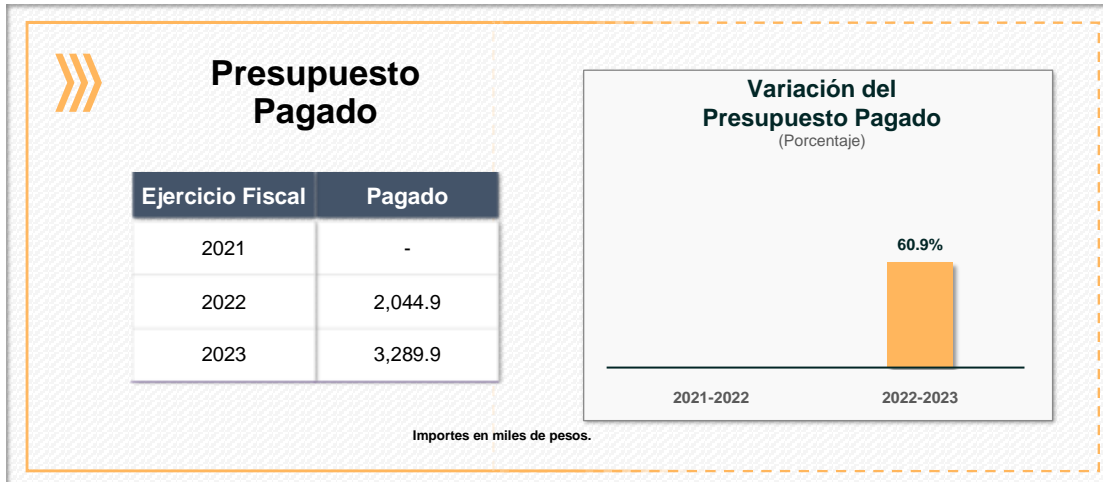 Presupuesto
Pagado
Ejercicio Fiscal Pagado
2021 -
2022 2,044.9
2023 3,289.9
Variación del
Presupuesto Pagado
(Porcentaje)
60.9%
2021-2022 2022-2023
Importes en miles de pesos.